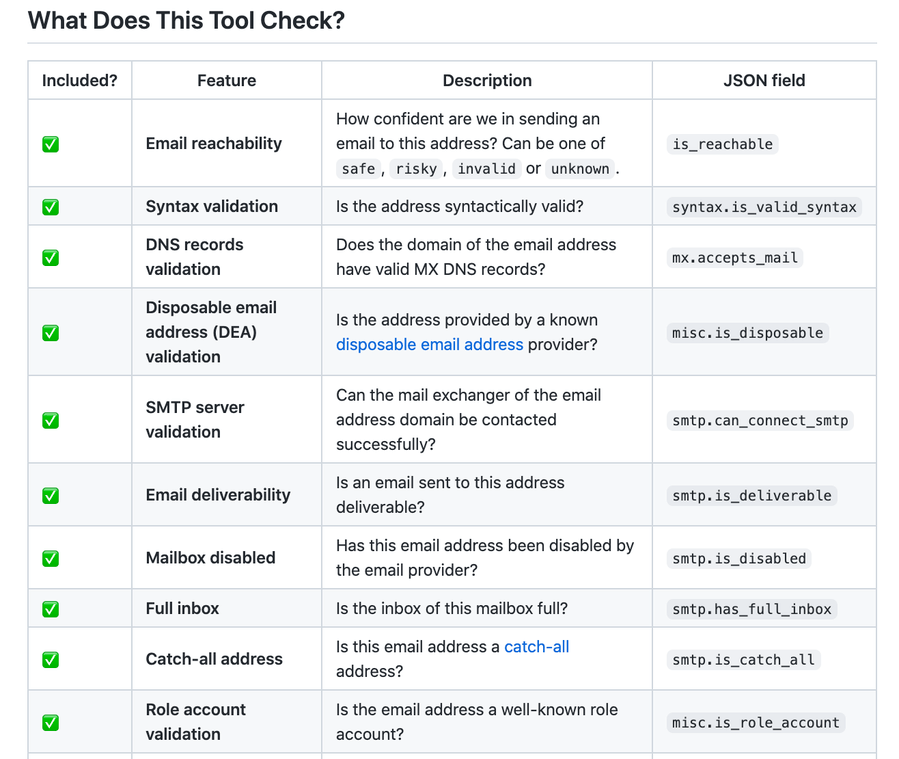 What Does This Tool Check?
Included? Feature Description JSON field
✅ Email reachability How confident are we in sending an
email to this address? Can be one of
safe, risky, invalid or unknown. is_reachable
✅ Syntax validation Is the address syntactically valid? syntax.is_valid_syntax
✅ DNS records
validation Does the domain of the email address
have valid MX DNS records? mx.accepts_mail
✅ Disposable email
address (DEA)
validation Is the address provided by a known
disposable email address provider? misc.is_disposable
✅ SMTP server
validation Can the mail exchanger of the email
address domain be contacted
successfully? smtp.can_connect_smtp
✅ Email deliverability Is an email sent to this address
deliverable? smtp.is_deliverable
✅ Mailbox disabled Has this email address been disabled by
the email provider? smtp.is_disabled
✅ Full inbox Is the inbox of this mailbox full? smtp.has_full_inbox
✅ Catch-all address Is this email address a catch-all
address? smtp.is_catch_all
✅ Role account
validation Is the email address a well-known role
account? misc.is_role_account